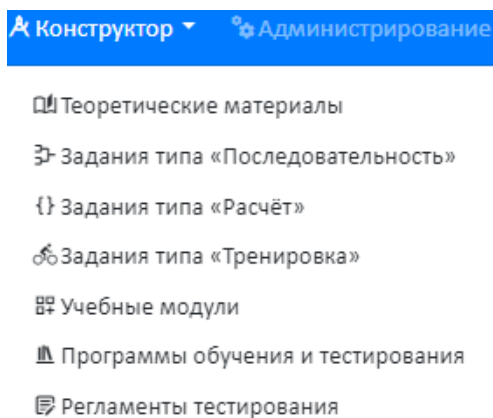 Конструктор Администрирование
Теоретические материалы
Задания типа «Последовательность»
{} Задания типа «Расчёт»
Задания типа «Тренировка»
Учебные модули
Программы обучения и тестирования
Регламенты тестирования